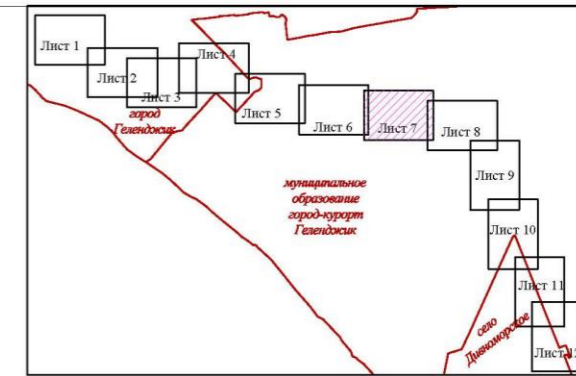 Лист 1
Лист 2
Лист 3
Лист 4
город
Геленджик
Лист 5
Лист 6
Лист 7
Лист 8
Лист 9
муниципальное
образование
город-курорт
Геленджик
Лист 10
Лист 11
село
Дивноморское
Лист 12